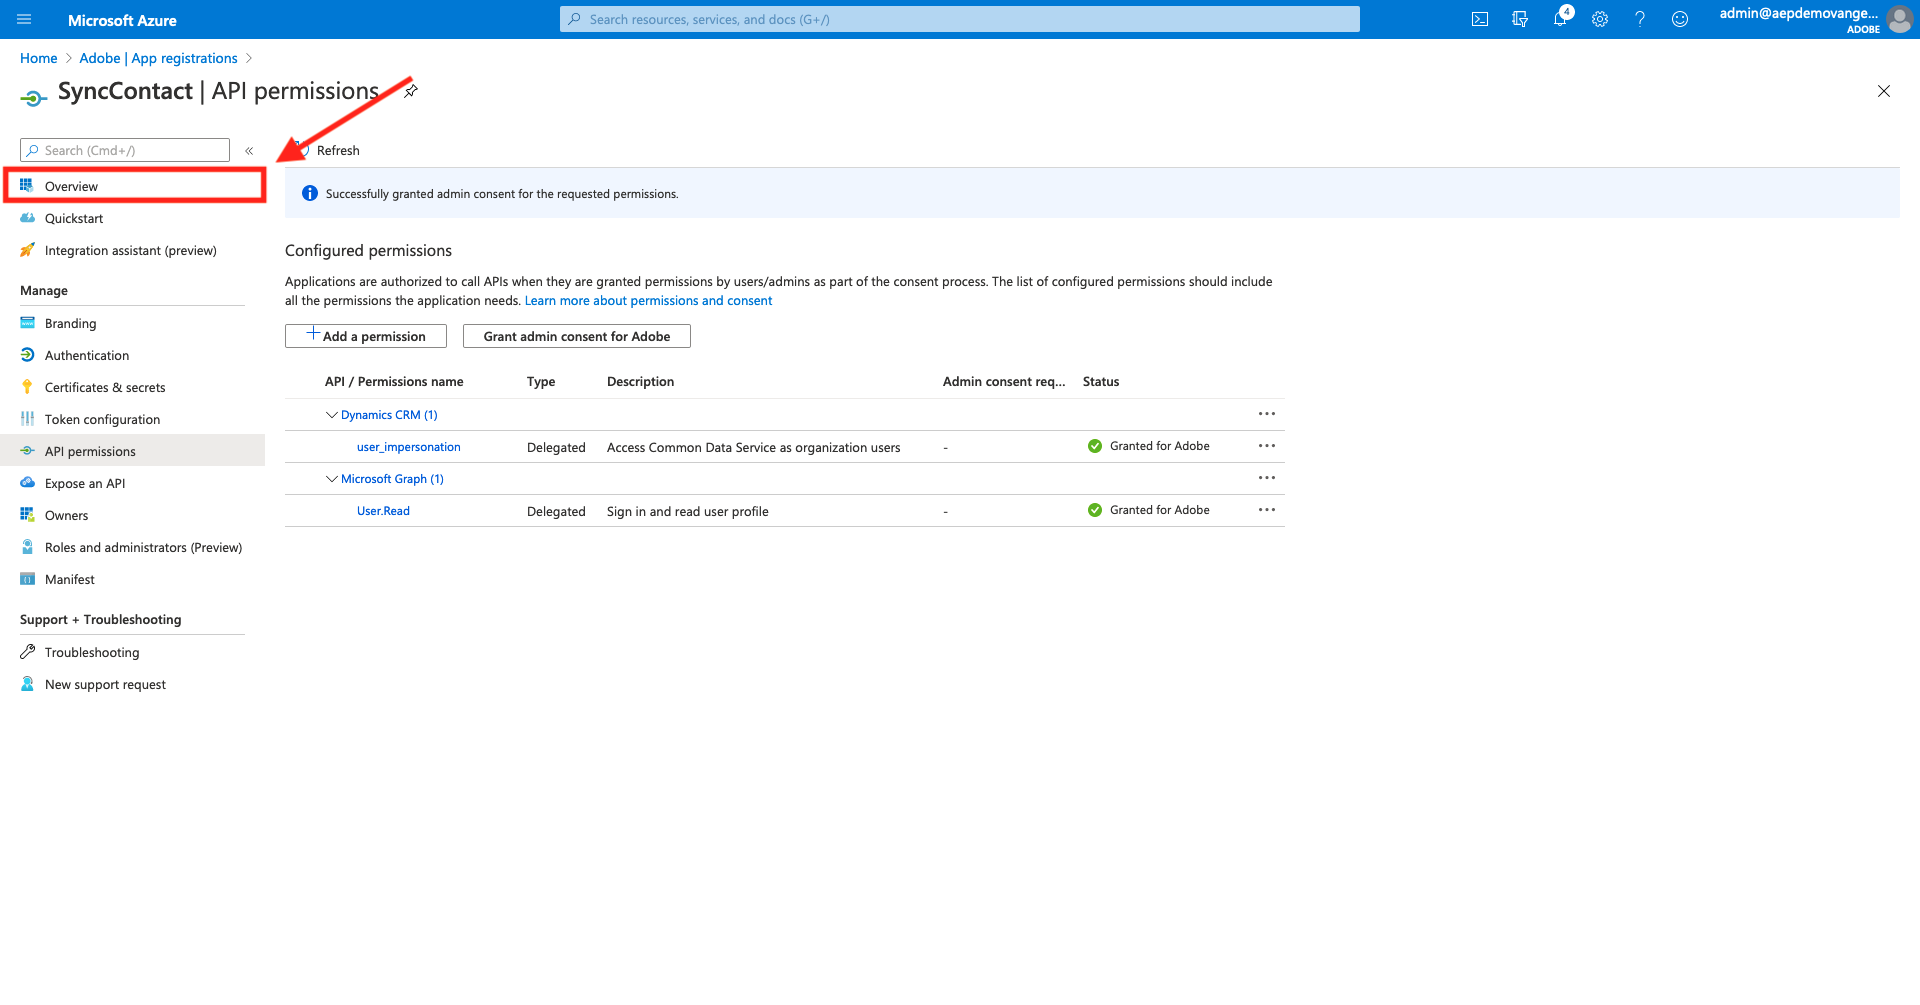 Microsoft Azure
Search resources, services, and docs (G+/)
4
admin@aepdemovange...
ADOBE
Home > Adobe | App registrations >
SyncContact | API permissions
Search (Cmd+/)
«
Refresh
Overview
Successfully granted admin consent for the requested permissions.
Quickstart
Integration assistant (preview)
Manage
Branding
Authentication
Certificates & secrets
Token configuration
API permissions
Expose an API
Owners
Roles and administrators (Preview)
Manifest
Support + Troubleshooting
Troubleshooting
New support request
Configured permissions
Applications are authorized to call APIs when they are granted permissions by users/admins as part of the consent process. The list of configured permissions should include
all the permissions the application needs. Learn more about permissions and consent
Add a permission
Grant admin consent for Adobe
API / Permissions name Type Description Admin consent req... Status
Dynamics CRM (1) ...
user_impersonation Delegated Access Common Data Service as organization users - Granted for Adobe ...
Microsoft Graph (1) ...
User.Read Delegated Sign in and read user profile - Granted for Adobe ...